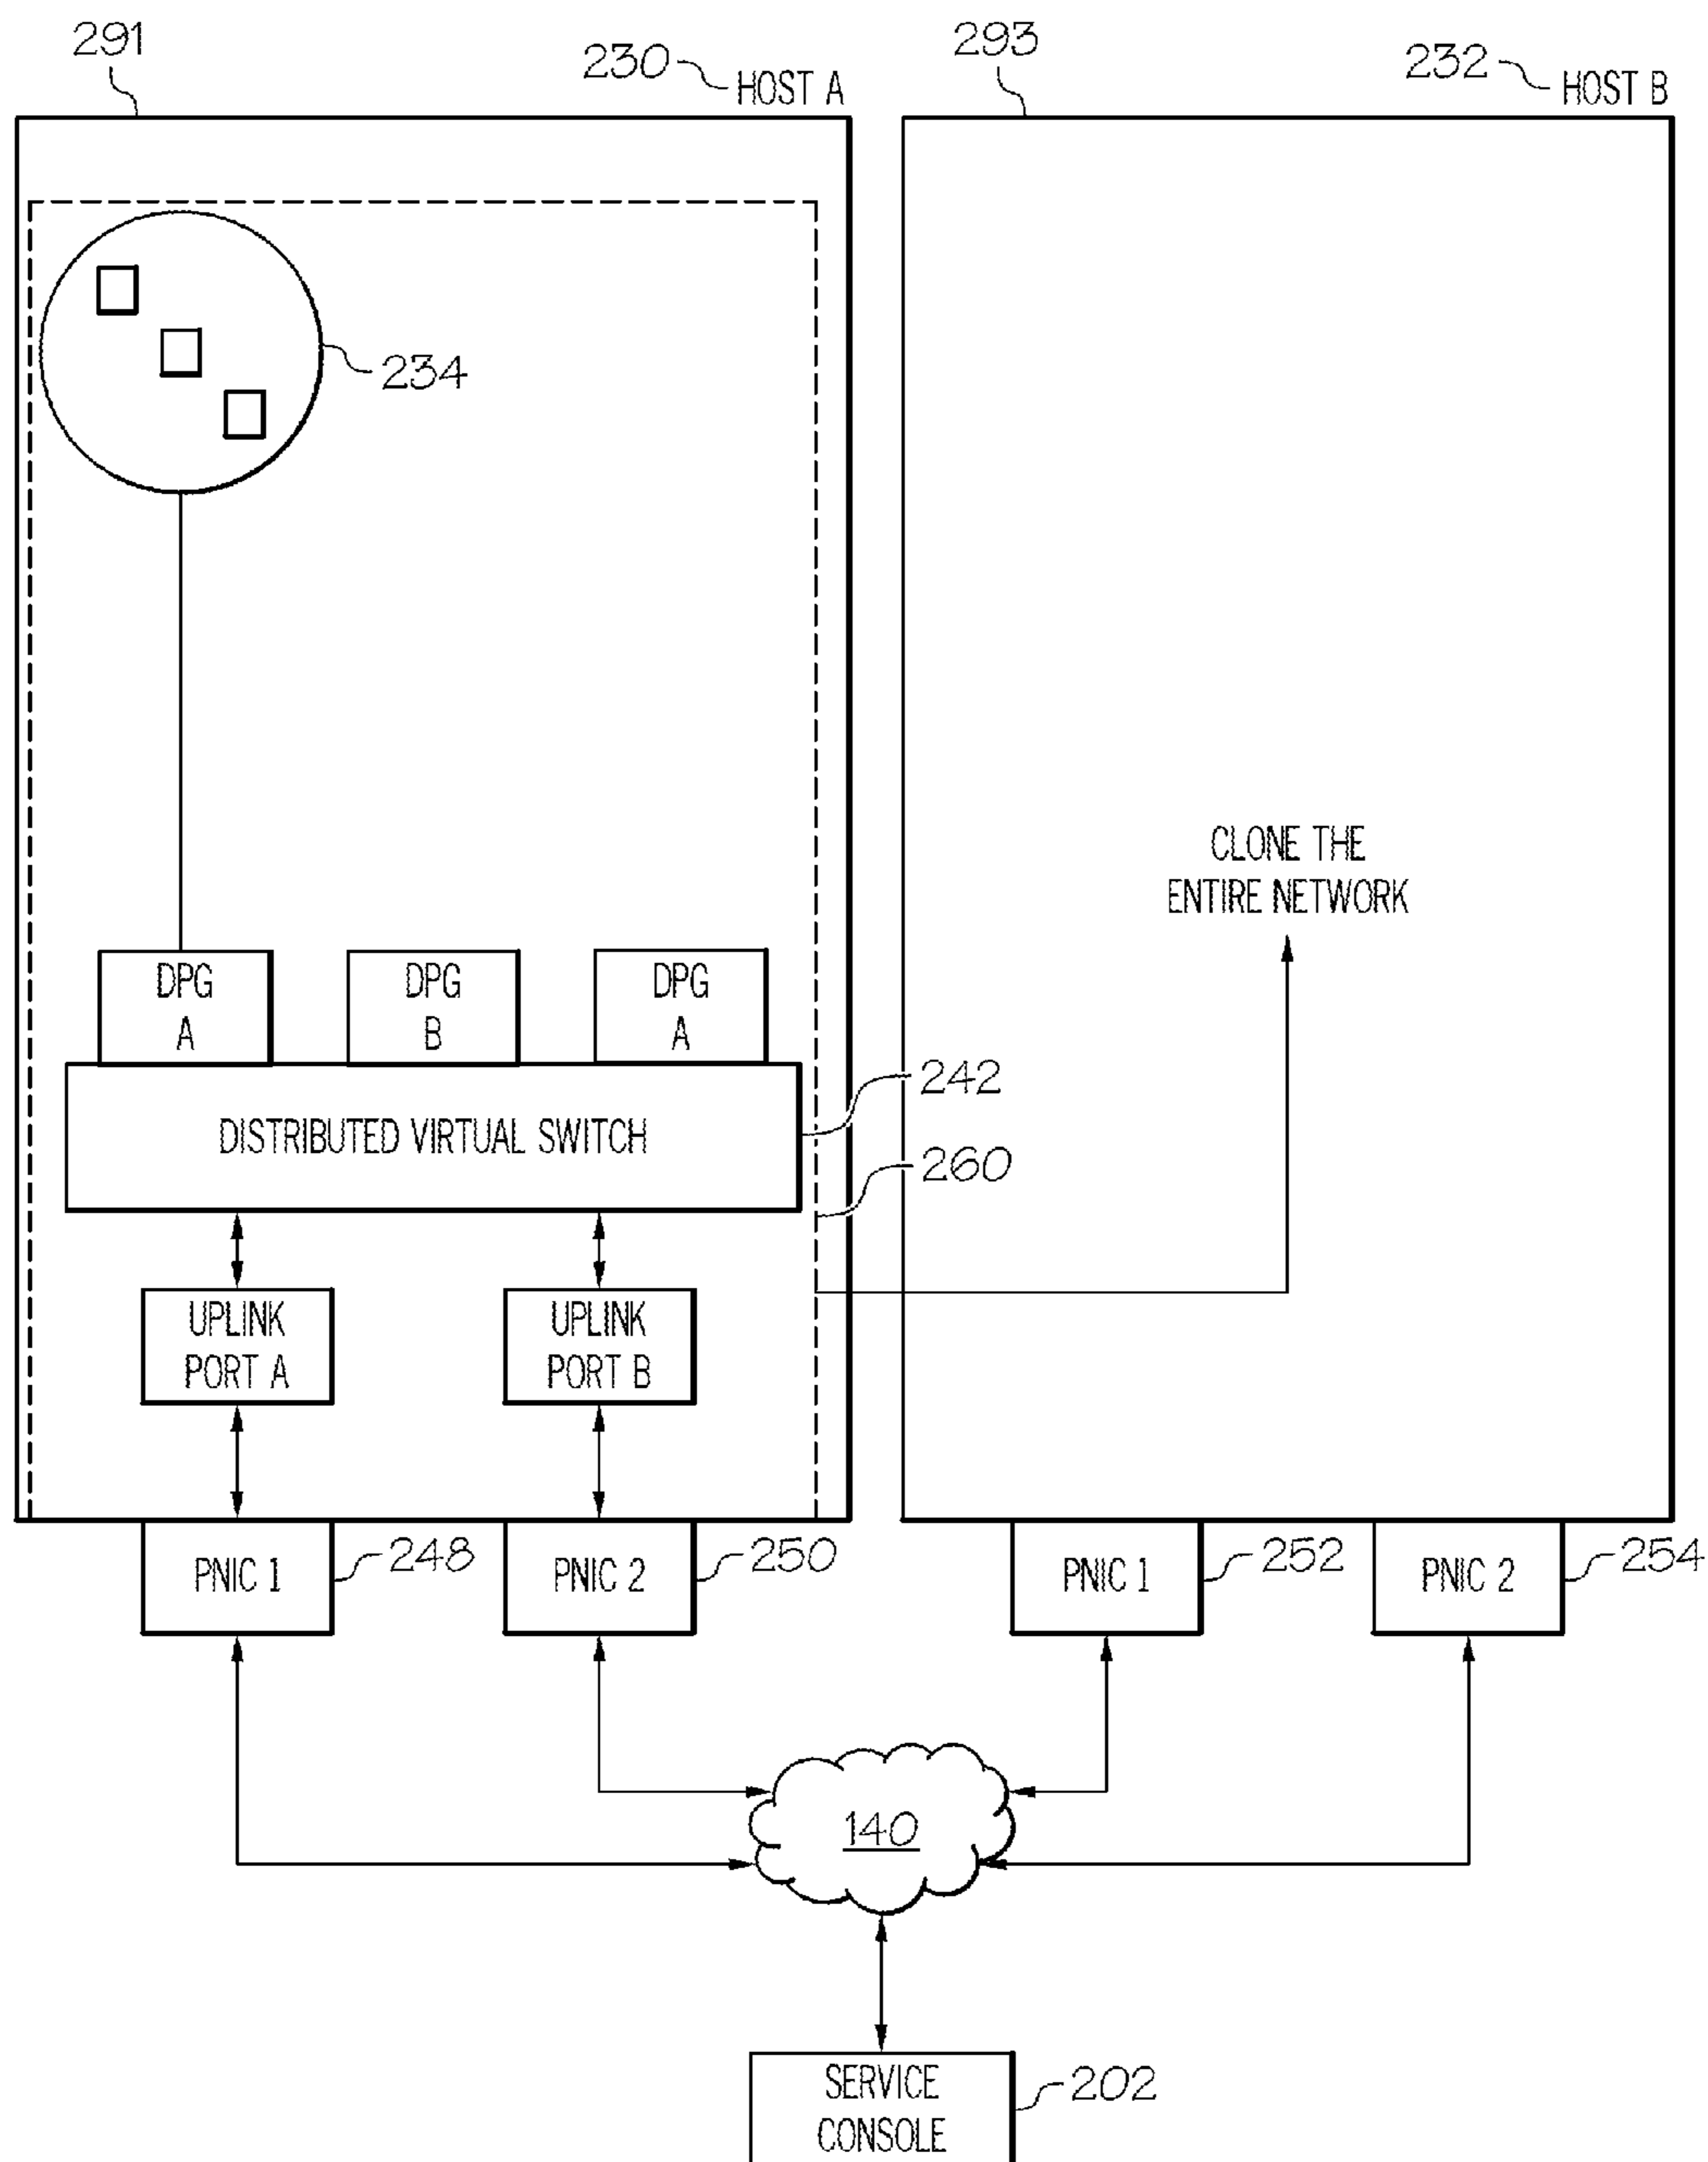 291
230
HOST A
293
232
HOST B
234
CLONE THE
ENTIRE NETWORK
DPG
A
DPG
B
DPG
A
242
DISTRIBUTED VIRTUAL SWITCH
260
UPLINK
PORT A
UPLINK
PORT B
PNIC 1
248
PNIC 2
250
PNIC 1
252
PNIC 2
254
140
SERVICE
CONSOLE
202